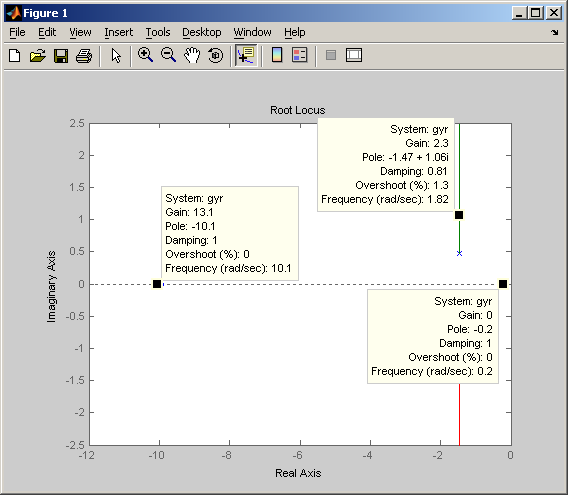 Figure 1
File Edit View Insert Tools Desktop Window Help
Root Locus
2.5
2
1.5
1
0.5
0
-0.5
-1
-1.5
-2
-2.5
Imaginary Axis
System: gyr
Gain: 2.3
Pole: -1.47 + 1.06i
Damping: 0.81
Overshoot (%): 1.3
Frequency (rad/sec): 1.82
System: gyr
Gain: 13.1
Pole: -10.1
Damping: 1
Overshoot (%): 0
Frequency (rad/sec): 10.1
System: gyr
Gain: 0
Pole: -0.2
Damping: 1
Overshoot (%): 0
Frequency (rad/sec): 0.2
-12 -10 -8 -6 -4 -2 0
Real Axis